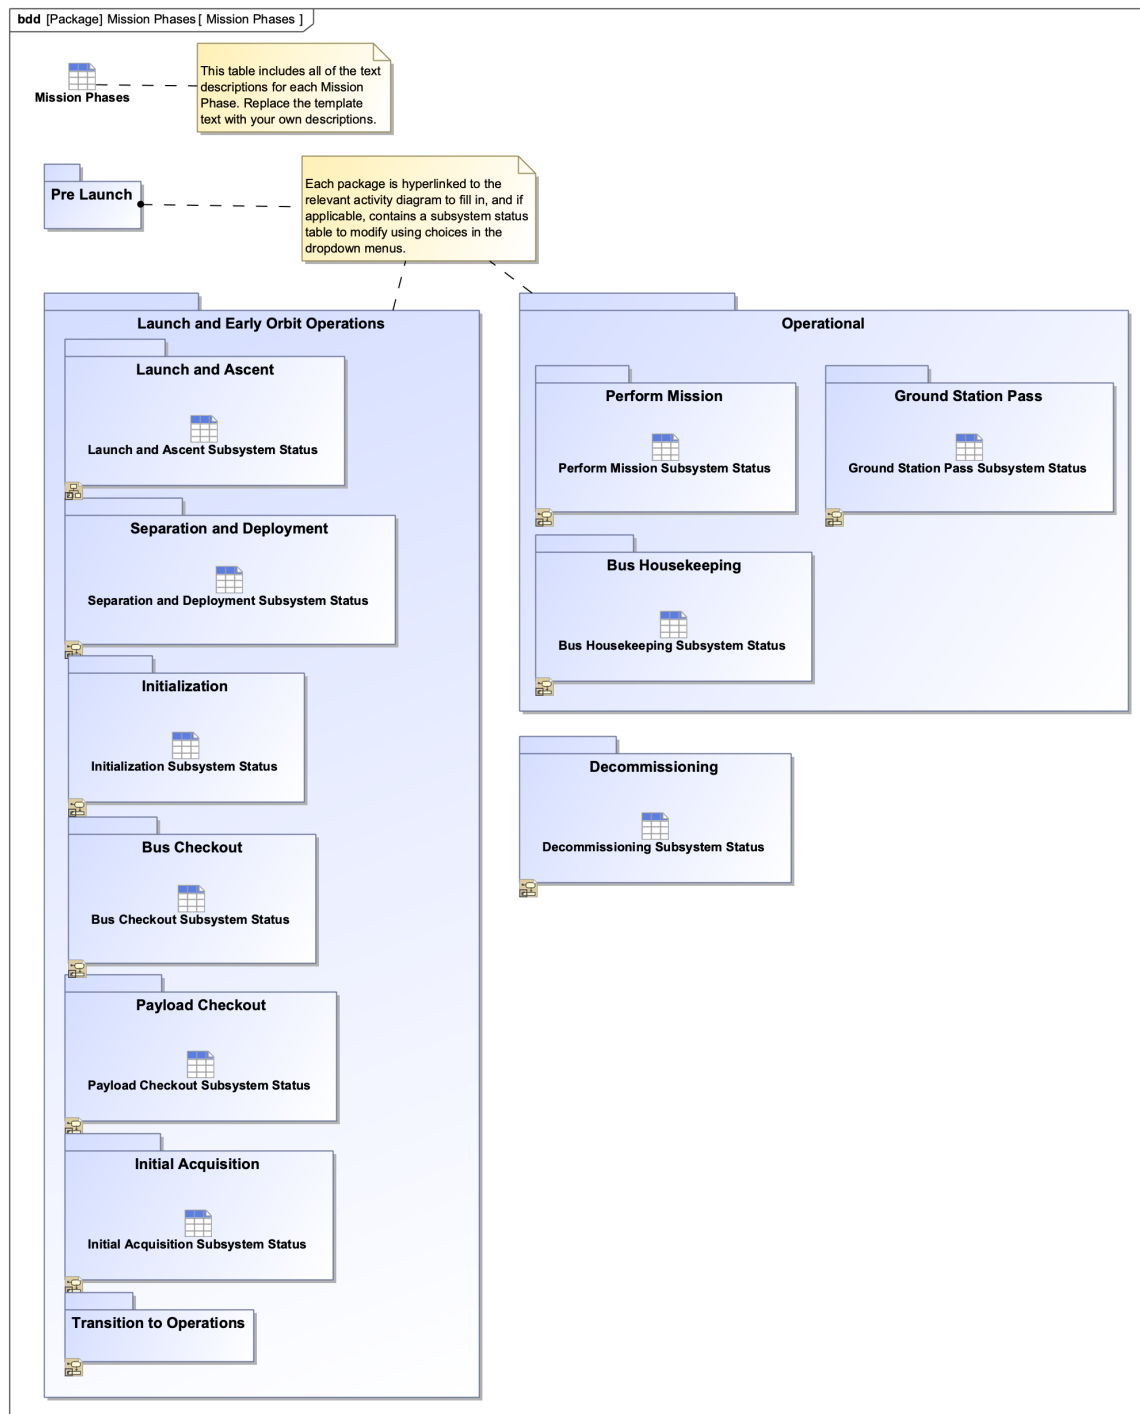 bdd [Package] Mission Phases [ Mission Phases ]
Mission Phases
This table includes all of the text
descriptions for each Mission
Phase. Replace the template
text with your own descriptions.
Pre Launch
Each package is hyperlinked to the
relevant activity diagram to fill in, and if
applicable, contains a subsystem status
table to modify using choices in the
dropdown menus.
Launch and Early Orbit Operations
Launch and Ascent
Launch and Ascent Subsystem Status
Separation and Deployment
Separation and Deployment Subsystem Status
Initialization
Initialization Subsystem Status
Bus Checkout
Bus Checkout Subsystem Status
Payload Checkout
Payload Checkout Subsystem Status
Initial Acquisition
Initial Acquisition Subsystem Status
Transition to Operations
Operational
Perform Mission
Perform Mission Subsystem Status
Ground Station Pass
Ground Station Pass Subsystem Status
Bus Housekeeping
Bus Housekeeping Subsystem Status
Decommissioning
Decommissioning Subsystem Status